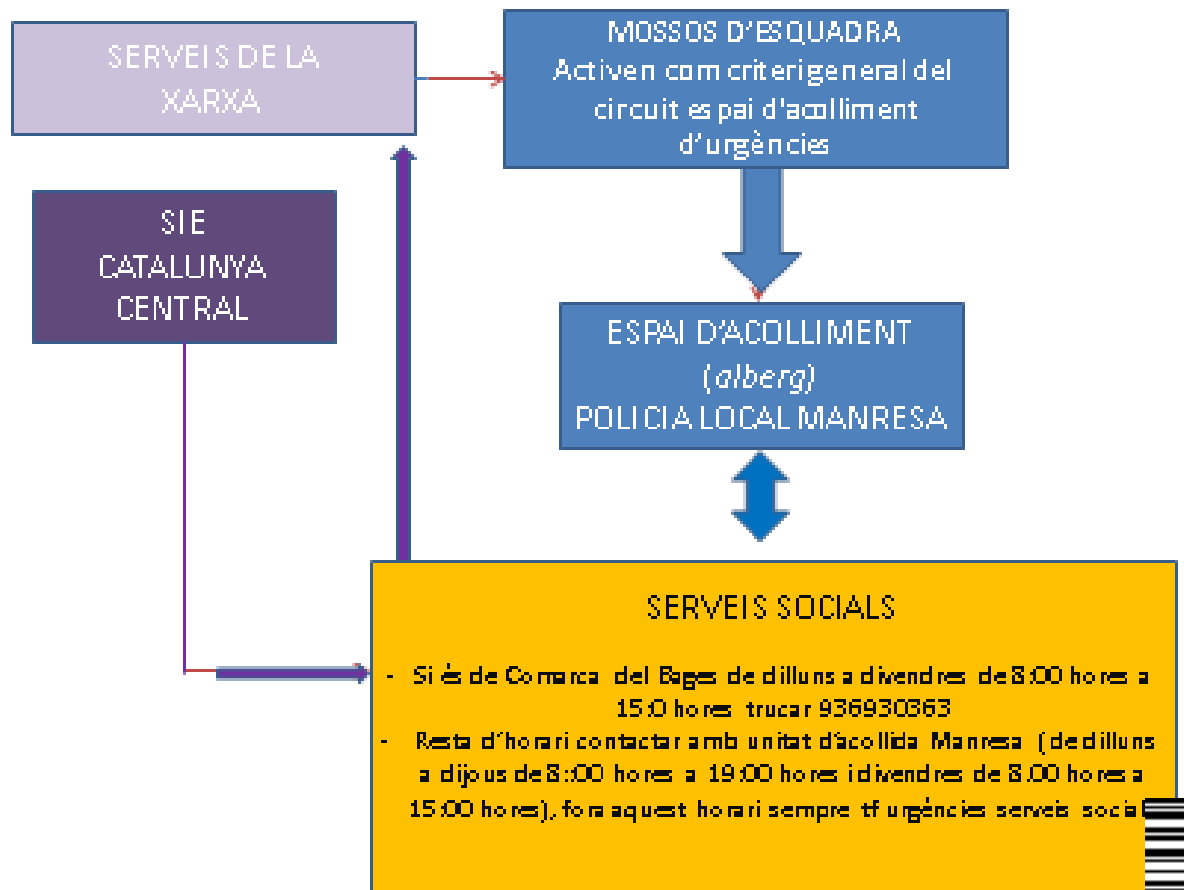 SERVEIS DE LA
XARXA
MOSSOS D'ESQUADRA
Activen com criteri general del
circuit espai d'acolliment
d'urgències
SIE
CATALUNYA
CENTRAL
ESPAI D'ACOLLIMENT
(alberg)
POLICIA LOCAL MANRESA
SERVEIS SOCIALS
- Si és de Comarca del Bages de dilluns a divendres de 8:00 hores a
15:0 hores trucar 936930363
- Resta d'horari contactar amb unitat d'acollida Manresa (de dilluns
a dijous de 8::00 hores a 19:00 hores i divendres de 8.00 hores a
15:00 hores), fora aquest horari sempre tf urgències serveis social